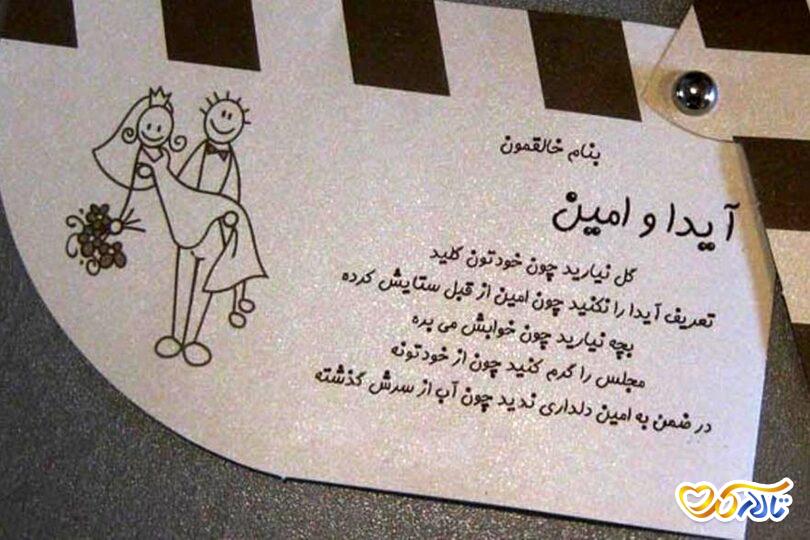 بنام خالقمون
آیدا و امین
گل نیارید چون خودتون گلید
تعریف آیدا را نکنید چون امین از قبل ستایش کرده
بچه نیارید چون خوابش می بره
مجلس را گرم کنید چون از خودتونه
در ضمن به امین دلداری ندید چون آب از سرش گذشته
تالار کام